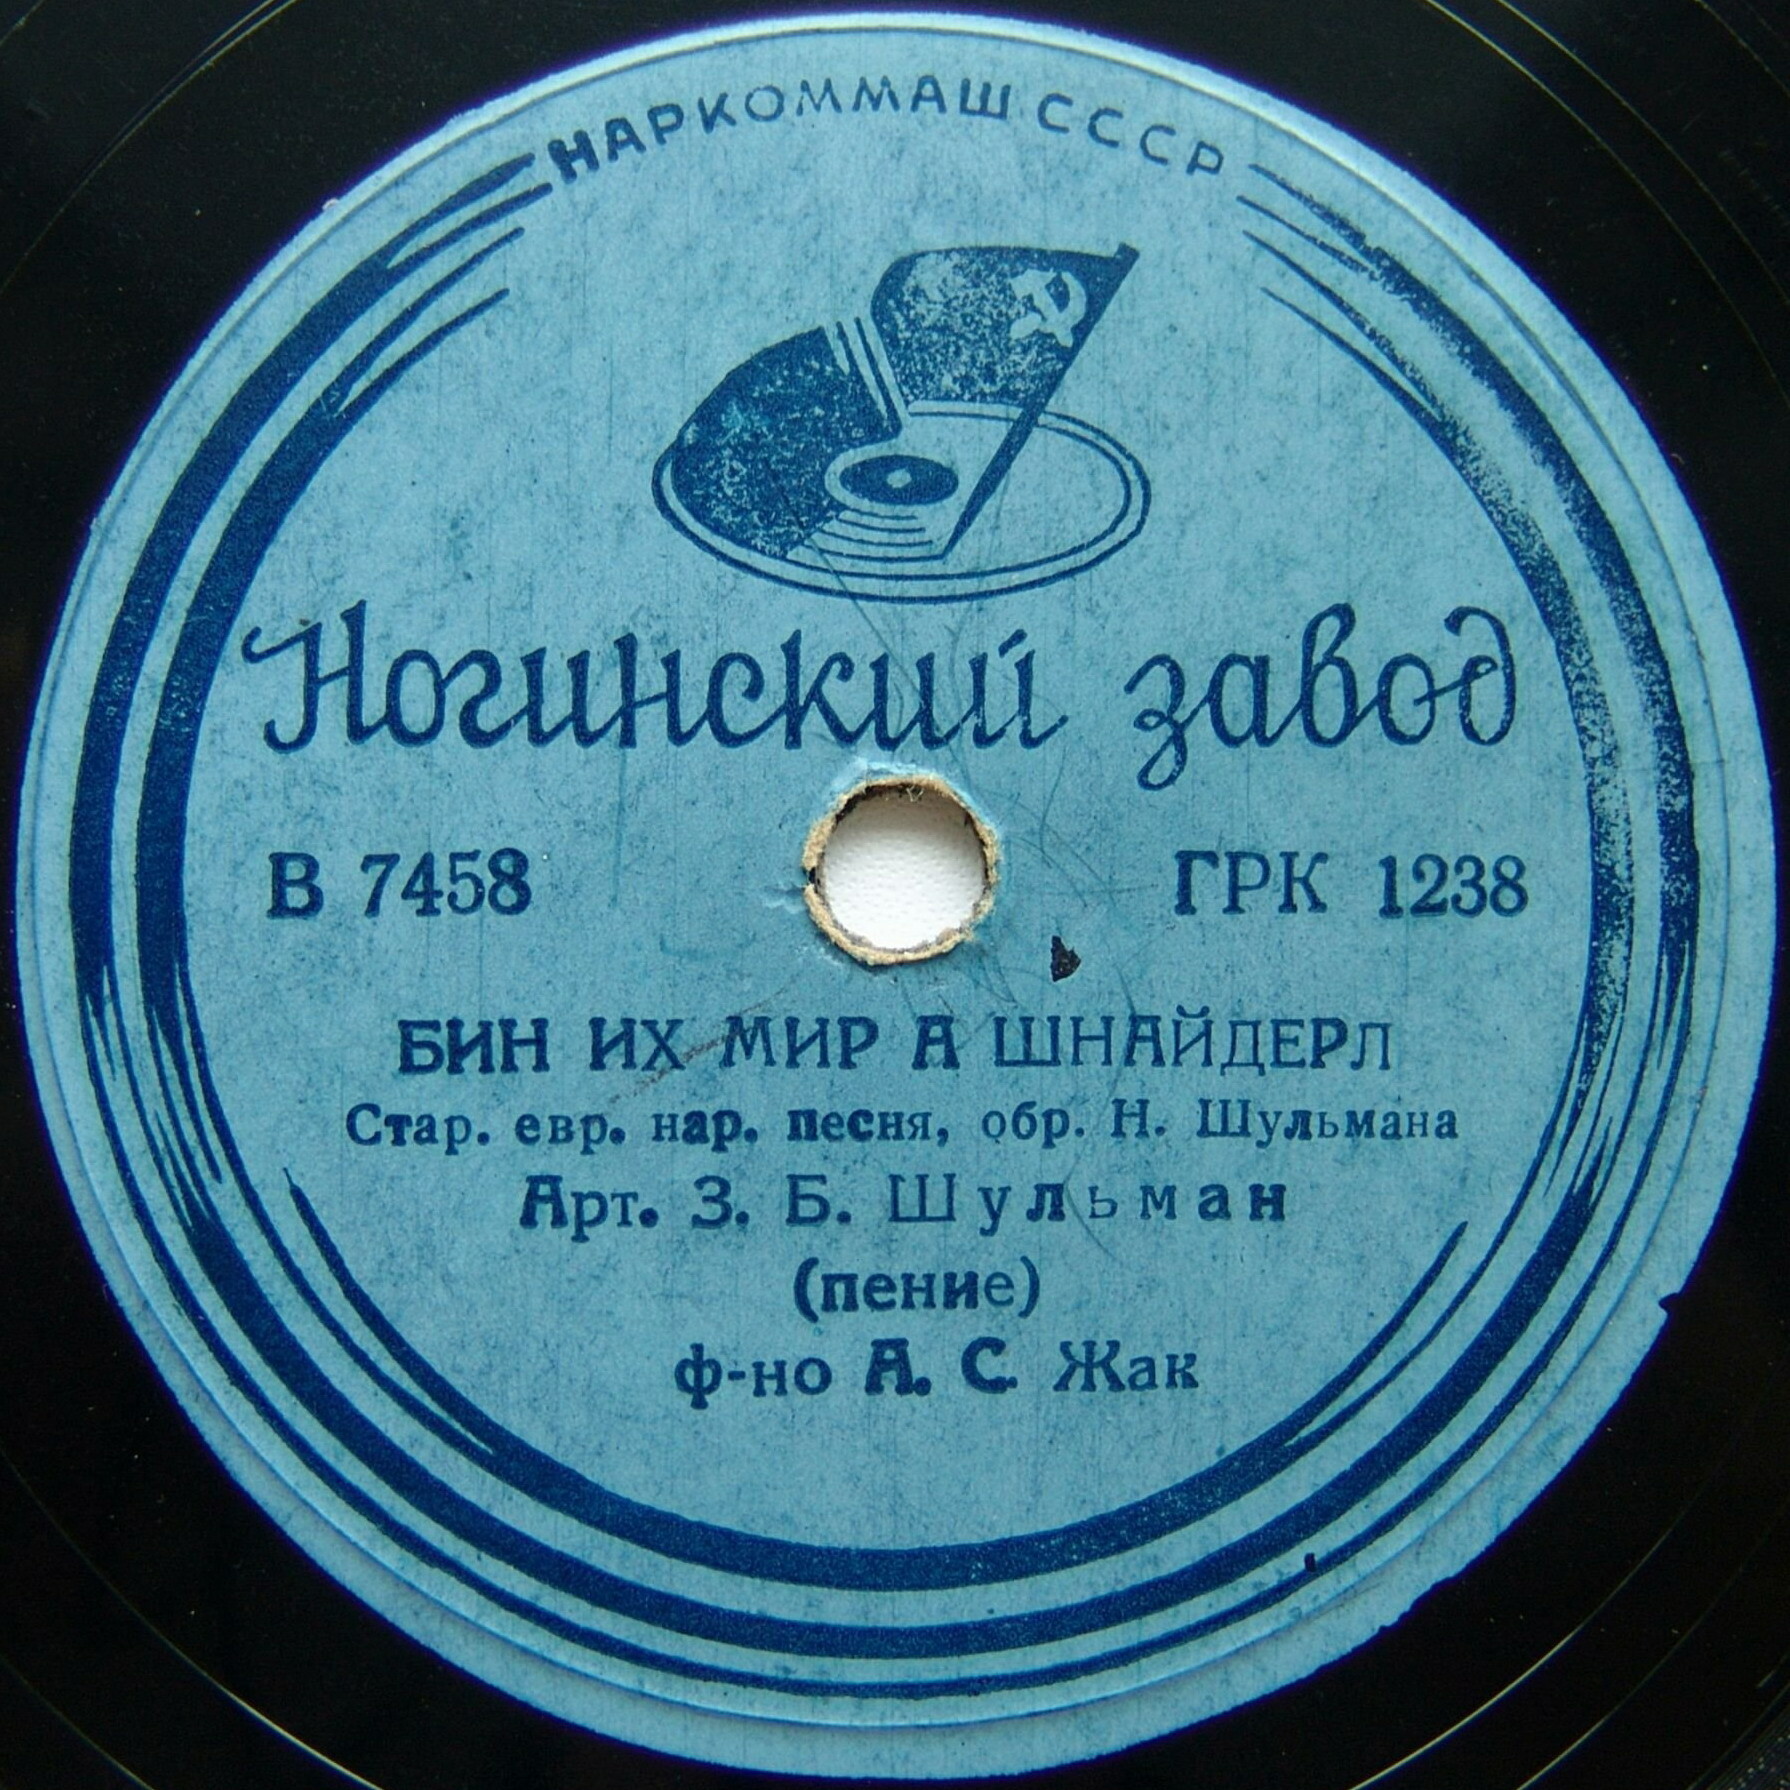 НАРКОММАШ СССР
Ногинский завод
В 7458 ГРК 1238
БИН ИХ МИР А ШНАЙДЕРЛ
Стар. евр. нар. песня, обр. Н. Шульмана
Арт. З. Б. Шульман
(пение)
ф-но А. С. Жак